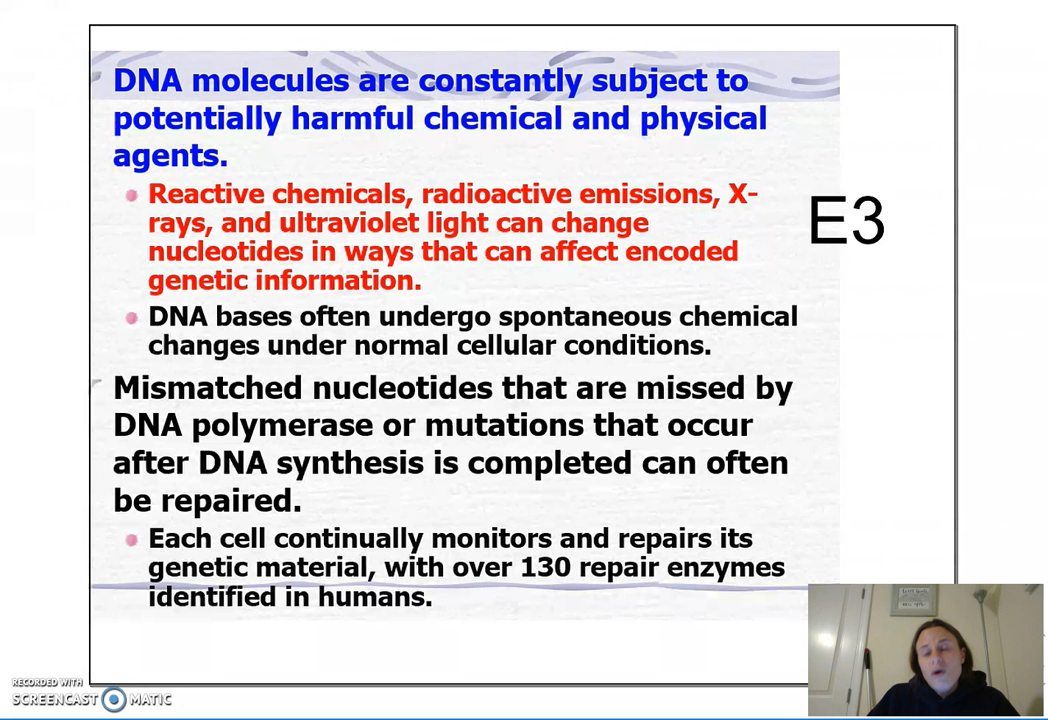 DNA molecules are constantly subject to
potentially harmful chemical and physical
agents.
Reactive chemicals, radioactive emissions, X-
rays, and ultraviolet light can change
nucleotides in ways that can affect encoded
genetic information.
E3
DNA bases often undergo spontaneous chemical
changes under normal cellular conditions.
Mismatched nucleotides that are missed by
DNA polymerase or mutations that occur
after DNA synthesis is completed can often
be repaired.
Each cell continually monitors and repairs its
genetic material, with over 130 repair enzymes
identified in humans.
RECORDED WITH
SCREENCAST MATIC